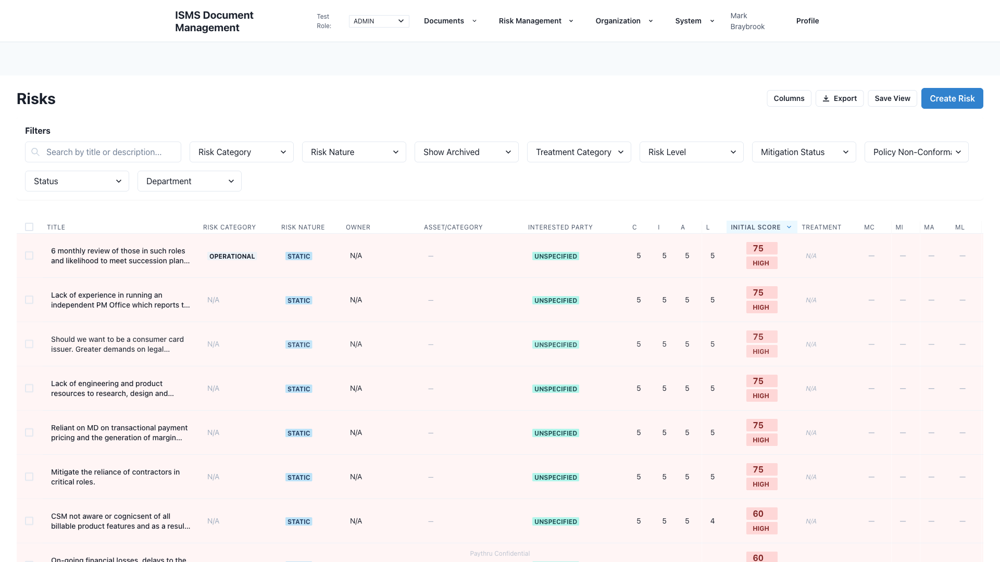 ISMS Document
Management
Test
Role:
ADMIN
Documents
Risk Management
Organization
System
Mark
Braybrook
Profile
Risks
Columns
Export
Save View
Create Risk
Filters
Search by title or description...
Risk Category
Risk Nature
Show Archived
Treatment Category
Risk Level
Mitigation Status
Policy Non-Conforma
Status
Department
TITLE RISK CATEGORY RISK NATURE OWNER ASSET/CATEGORY INTERESTED PARTY C I A L INITIAL SCORE TREATMENT MC MI MA ML
6 monthly review of those in such roles
and likelihood to meet succession plan...
OPERATIONAL STATIC N/A — UNSPECIFIED 5 5 5 5 75
HIGH
N/A — — — —
Lack of experience in running an
independent PM Office which reports t...
N/A STATIC N/A — UNSPECIFIED 5 5 5 5 75
HIGH
N/A — — — —
Should we want to be a consumer card
issuer. Greater demands on legal...
N/A STATIC N/A — UNSPECIFIED 5 5 5 5 75
HIGH
N/A — — — —
Lack of engineering and product
resources to research, design and...
N/A STATIC N/A — UNSPECIFIED 5 5 5 5 75
HIGH
N/A — — — —
Reliant on MD on transactional payment
pricing and the generation of margin...
N/A STATIC N/A — UNSPECIFIED 5 5 5 5 75
HIGH
N/A — — — —
Mitigate the reliance of contractors in
critical roles.
N/A STATIC N/A — UNSPECIFIED 5 5 5 5 75
HIGH
N/A — — — —
CSM not aware or cognicsent of all
billable product features and as a resul...
N/A STATIC N/A — UNSPECIFIED 5 5 5 4 60
HIGH
N/A — — — —
Paythru Confidential
On-going financial losses, delays to the
60